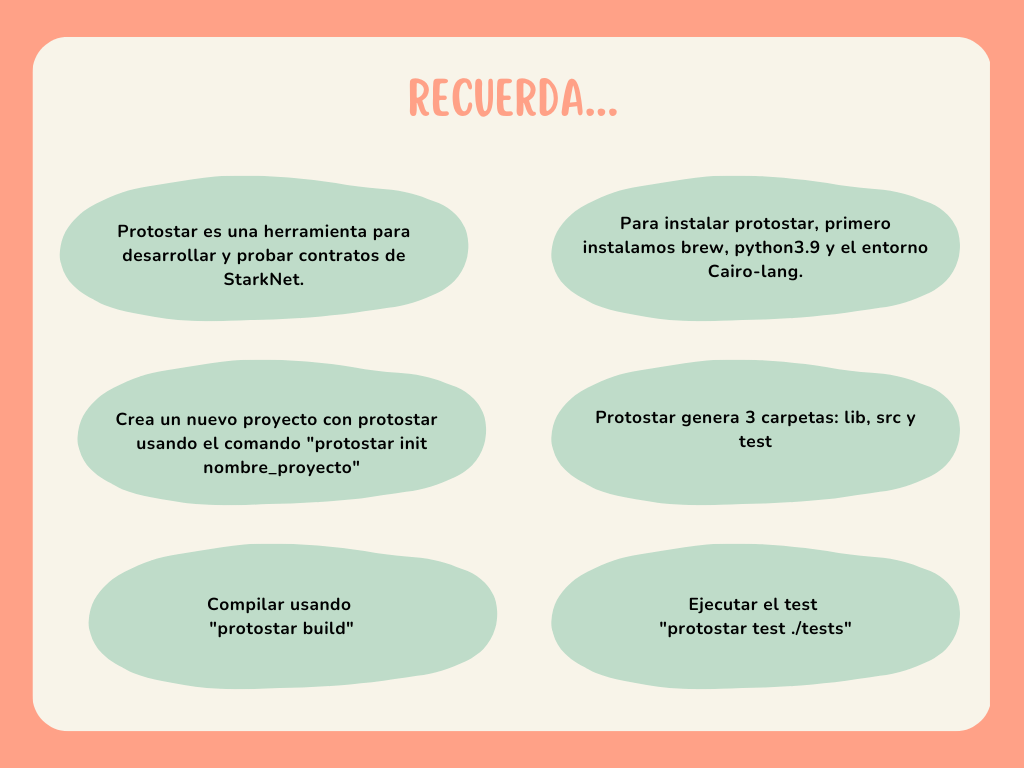 RECUERDA...
Protostar es una herramienta para
desarrollar y probar contratos de
StarkNet.
Para instalar protostar, primero
instalamos brew, python3.9 y el entorno
Cairo-lang.
Crea un nuevo proyecto con protostar
usando el comando "protostar init
nombre_proyecto"
Protostar genera 3 carpetas: lib, src y
test
Compilar usando
"protostar build"
Ejecutar el test
"protostar test ./tests"